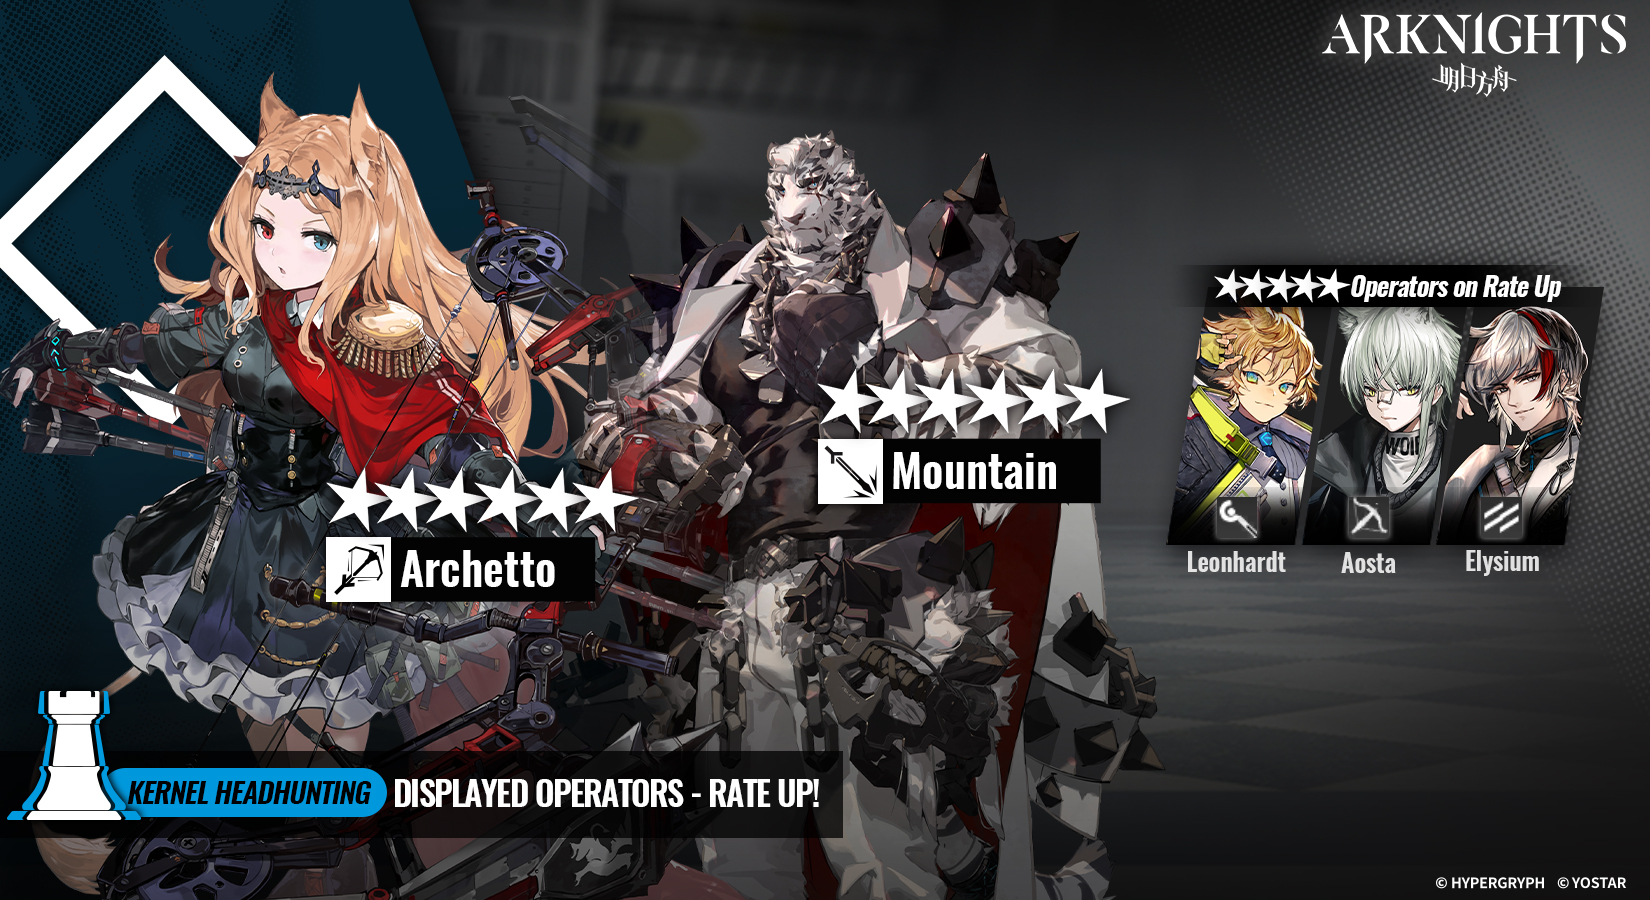 ARKNIGHTS
明日方舟
★★★★★ Operators on Rate Up
★★★★★★
Mountain
★★★★★★
Archetto
WOLF
Leonhardt
Aosta
Elysium
KERNEL HEADHUNTING
DISPLAYED OPERATORS - RATE UP!
© HYPERGRYPH © YOSTAR